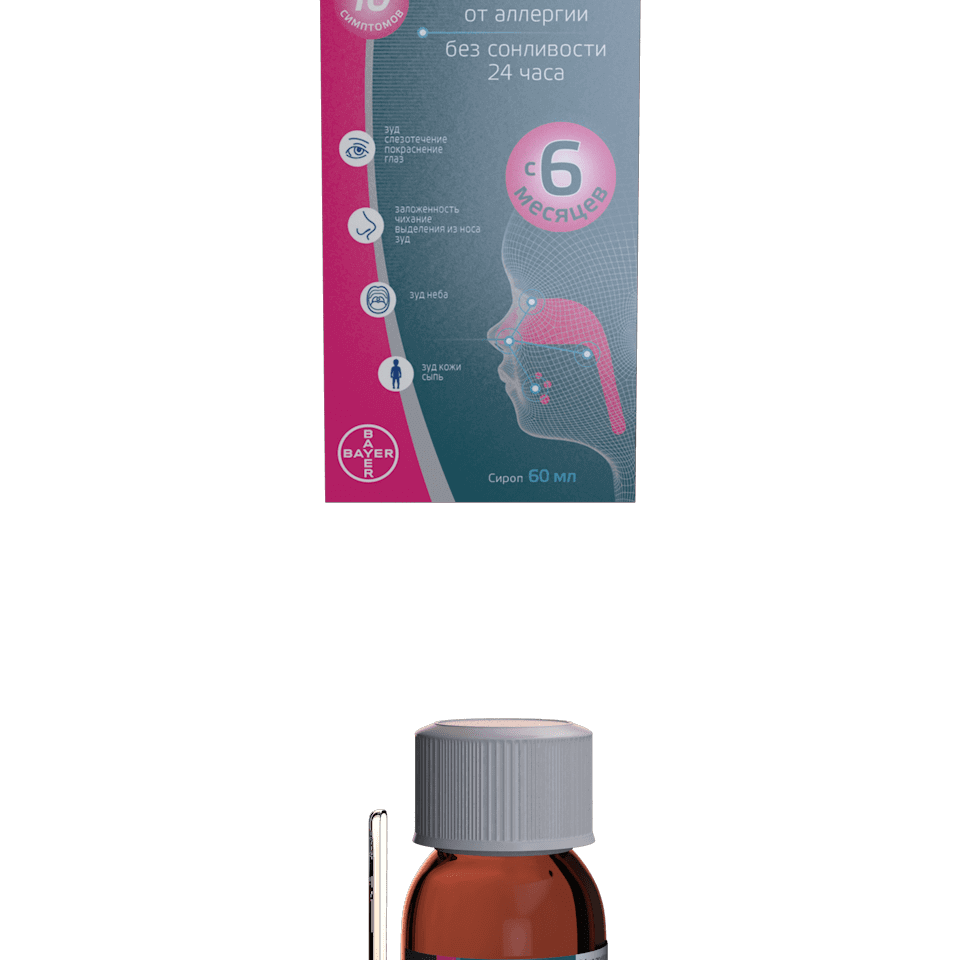 10
симптомов
от аллергии
без сонливости
24 часа
зуд
слезотечение
покраснение
глаз
с 6
месяцев
заложенность
чихание
выделения из носа
зуд
зуд неба
зуд кожи
сыпь
BAYER
BAYER
Сироп 60 мл